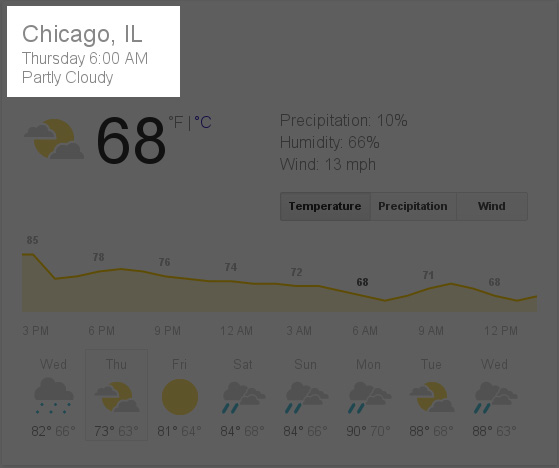 Chicago, IL
Thursday 6:00 AM
Partly Cloudy
68 °F | °C
Precipitation: 10%
Humidity: 66%
Wind: 13 mph
Temperature Precipitation Wind
85 78 76 74 72 68 71 68
3 PM 6 PM 9 PM 12 AM 3 AM 6 AM 9 AM 12 PM
Wed Thu Fri Sat Sun Mon Tue Wed
82° 66° 73° 63° 81° 64° 84° 68° 84° 66° 90° 70° 88° 68° 88° 63°